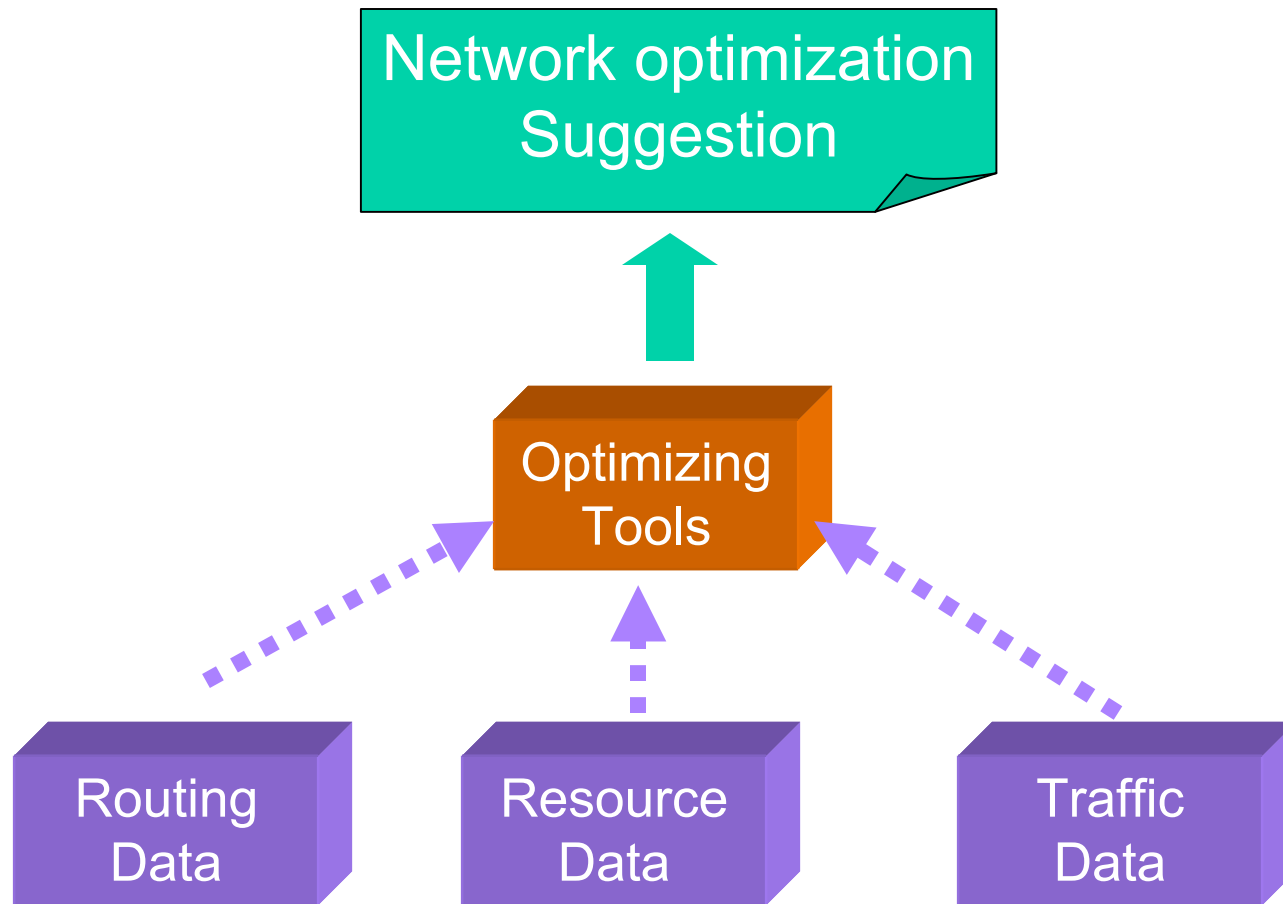 Network optimization
Suggestion
Optimizing
Tools
Routing
Data
Resource
Data
Traffic
Data